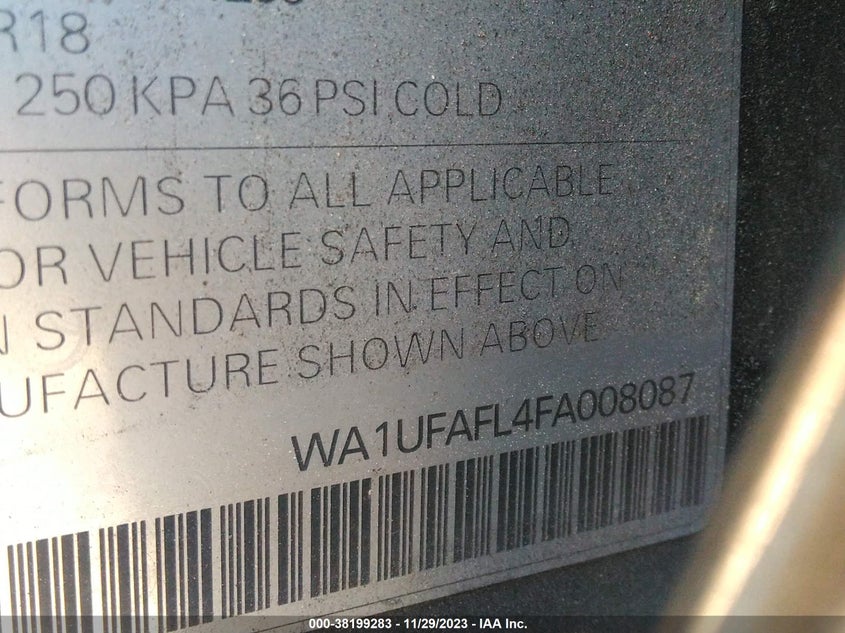 R18
250 KPA 36 PSI COLD
FORMS TO ALL APPLICABLE
OR VEHICLE SAFETY AND
N STANDARDS IN EFFECT ON
UFACTURE SHOWN ABOVE
WA1UFAFL4FA008087
000-38199283 - 11/29/2023 - IAA Inc.